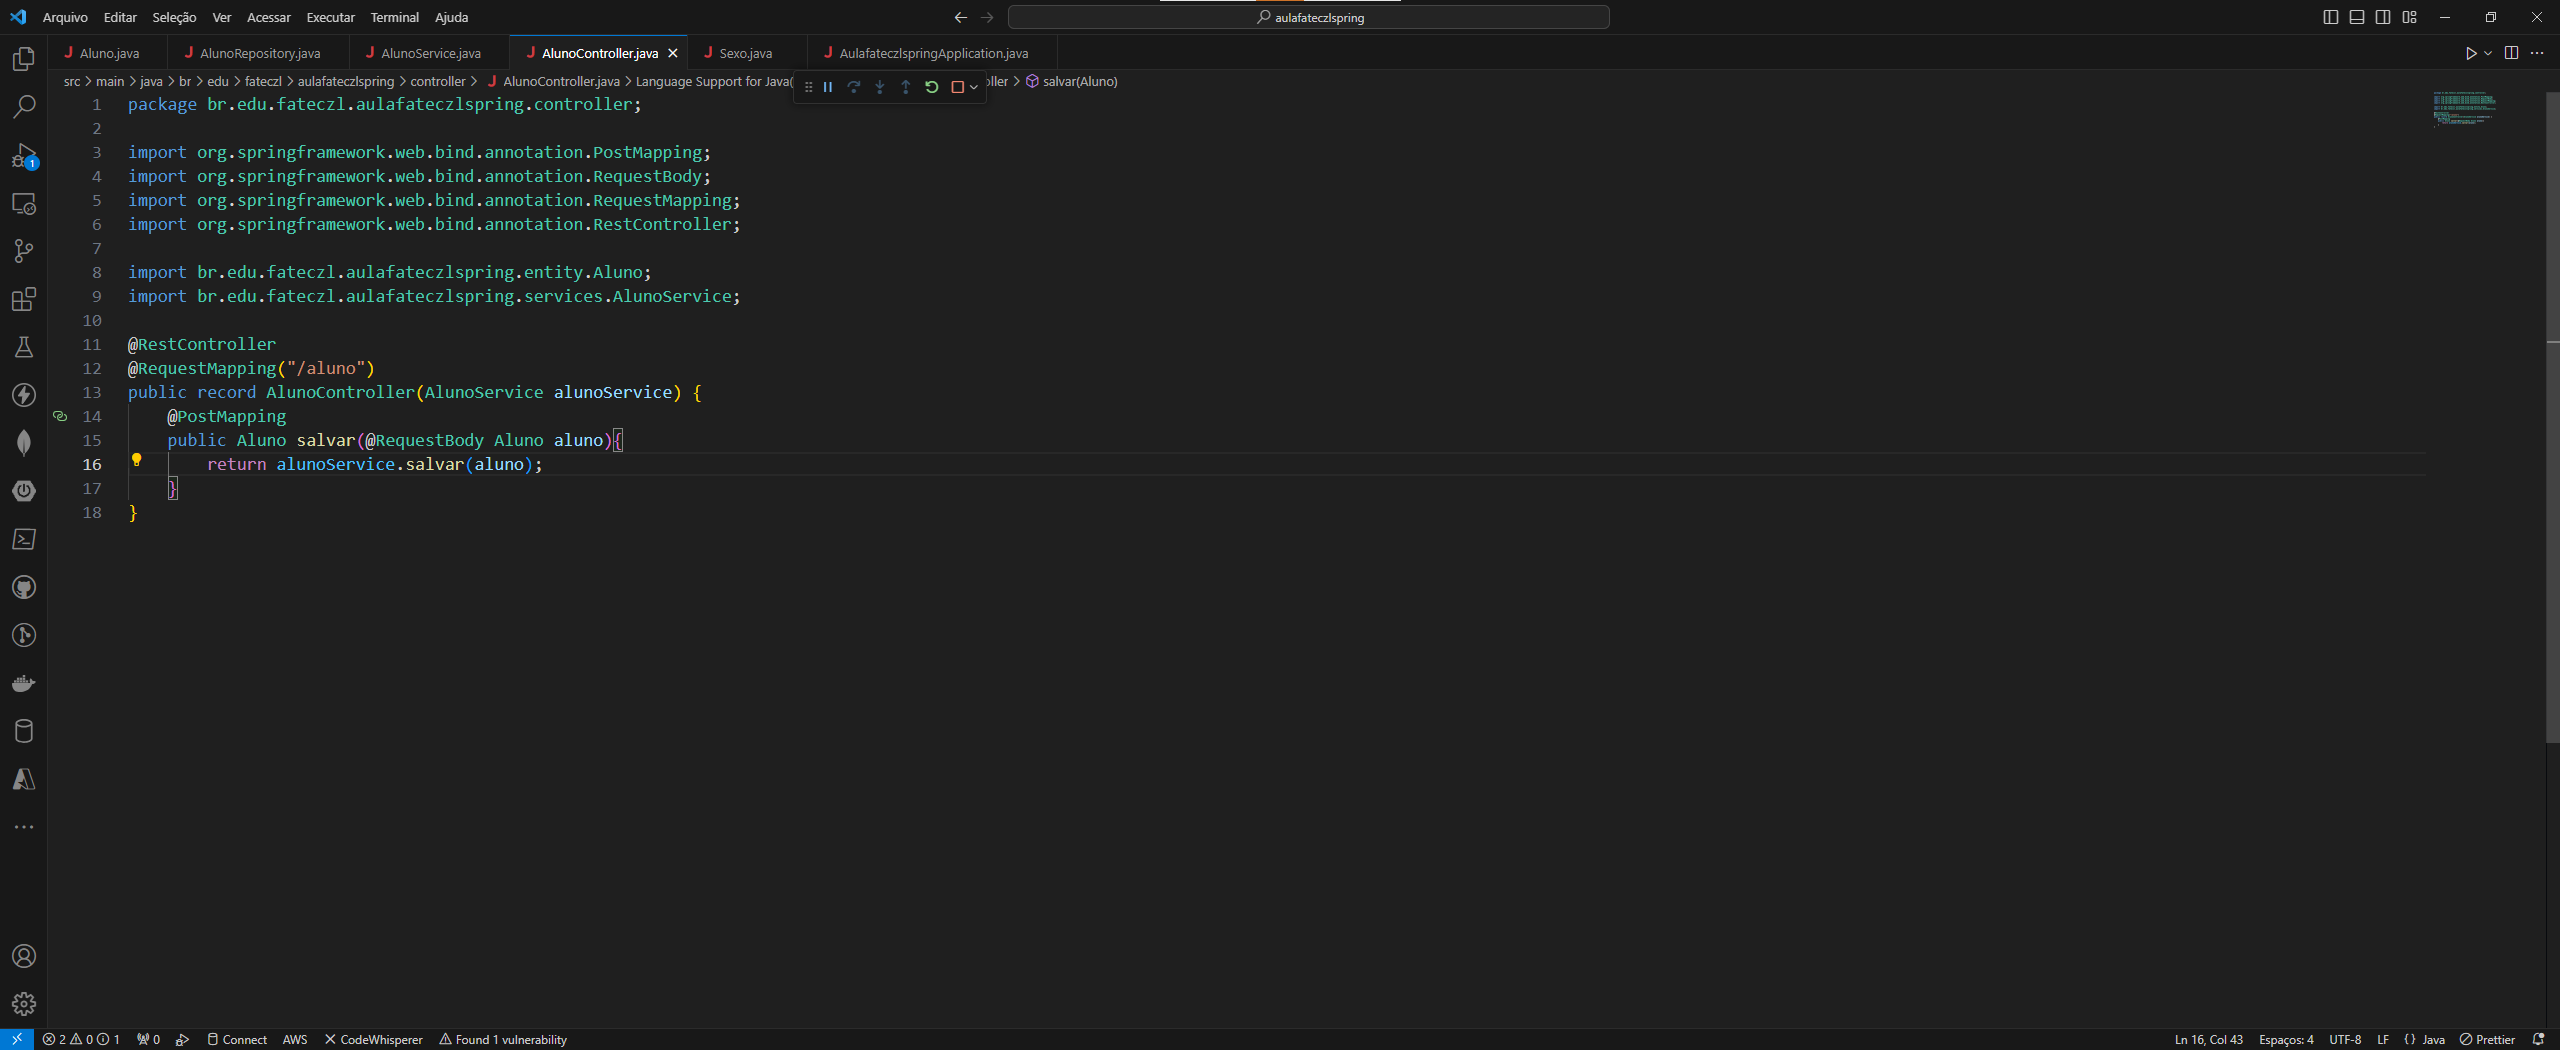 Arquivo Editar Seleção Ver Acessar Executar Terminal Ajuda
aulafateczlspring
Aluno.java AlunoRepository.java AlunoService.java AlunoController.java Sexo.java AulafateczlspringApplication.java
src > main > java > br > edu > fateczl > aulafateczlspring > controller > AlunoController.java > Language Support for Java( oller > salvar(Aluno)
1 package br.edu.fateczl.aulafateczlspring.controller;
2
3 import org.springframework.web.bind.annotation.PostMapping;
4 import org.springframework.web.bind.annotation.RequestBody;
5 import org.springframework.web.bind.annotation.RequestMapping;
6 import org.springframework.web.bind.annotation.RestController;
7
8 import br.edu.fateczl.aulafateczlspring.entity.Aluno;
9 import br.edu.fateczl.aulafateczlspring.services.AlunoService;
10
11 @RestController
12 @RequestMapping("/aluno")
13 public record AlunoController(AlunoService alunoService) {
14 @PostMapping
15 public Aluno salvar(@RequestBody Aluno aluno){
16 return alunoService.salvar(aluno);
17 }
18 }
1
2 0 1 0 Connect AWS CodeWhisperer Found 1 vulnerability Ln 16, Col 43 Espaços: 4 UTF-8 LF {} Java Prettier